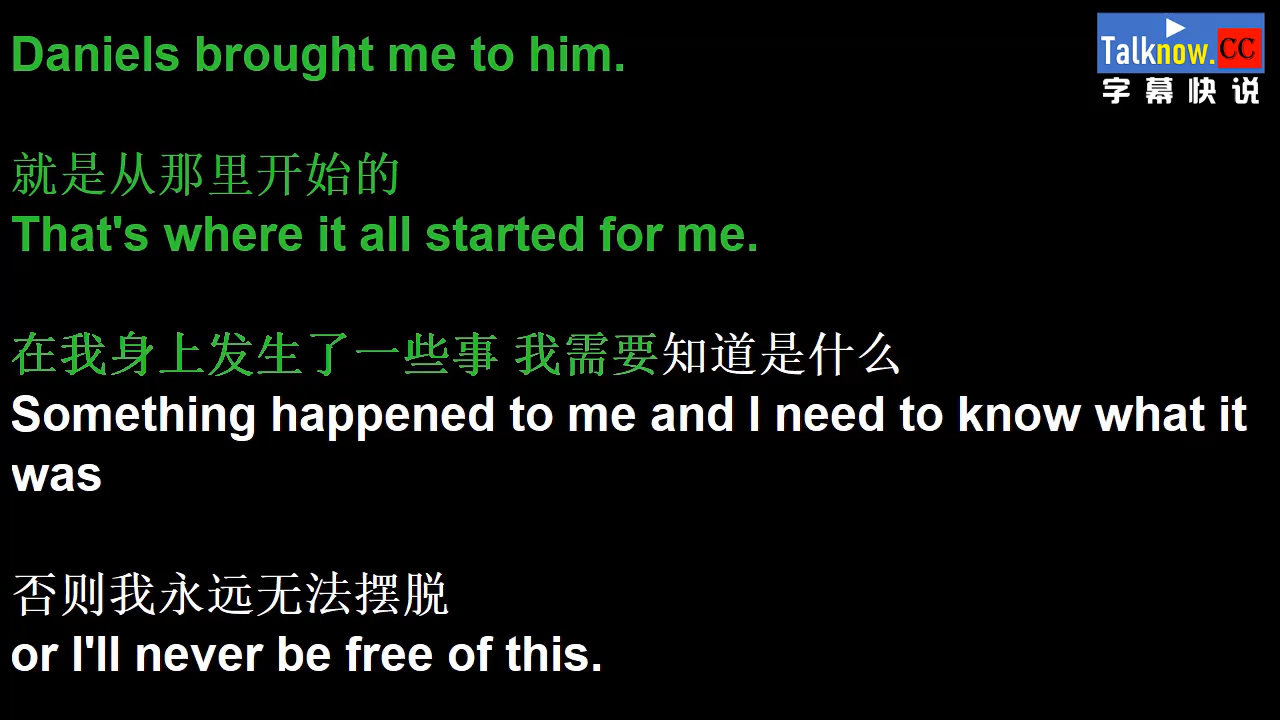 Daniels brought me to him.
Talknow.CC
字幕快说
就是从那里开始的
That's where it all started for me.
在我身上发生了一些事 我需要知道是什么
Something happened to me and I need to know what it
was
否则我永远无法摆脱
or I'll never be free of this.